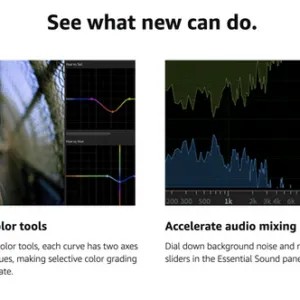 See what new can do.
200 300 1k 2k 3k 4k 6k
lor tools
Accelerate audio mixing
olor tools, each curve has two axes
ues, making selective color grading
ate.
Dial down background noise and r
sliders in the Essential Sound pane